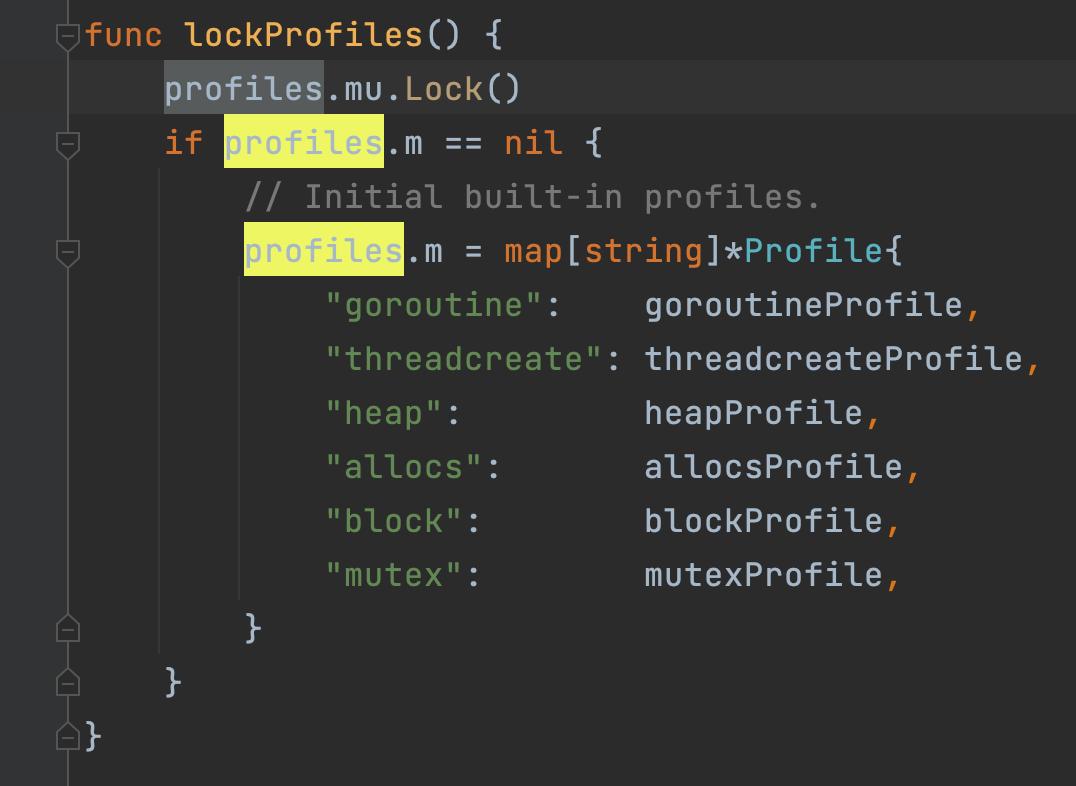 func lockProfiles() {
    profiles.mu.Lock()
    if profiles.m == nil {
        // Initial built-in profiles.
        profiles.m = map[string]*Profile{
            "goroutine":    goroutineProfile,
            "threadcreate": threadcreateProfile,
            "heap":         heapProfile,
            "allocs":       allocsProfile,
            "block":        blockProfile,
            "mutex":        mutexProfile,
        }
    }
}